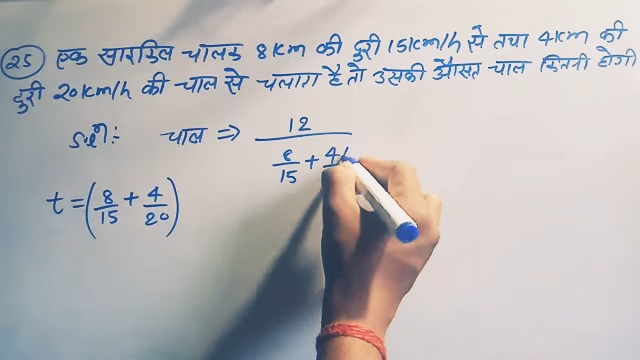 25 एक साइकिल चालक 8km की दुरी 15km/h से तथा 4km की
दुरी 20km/h की चाल से चलाता है तो उसकी औसत चाल कितनी होगी
Solⁿ:- चाल ⇒ 12
8/15 + 4
t = (8/15 + 4/20)